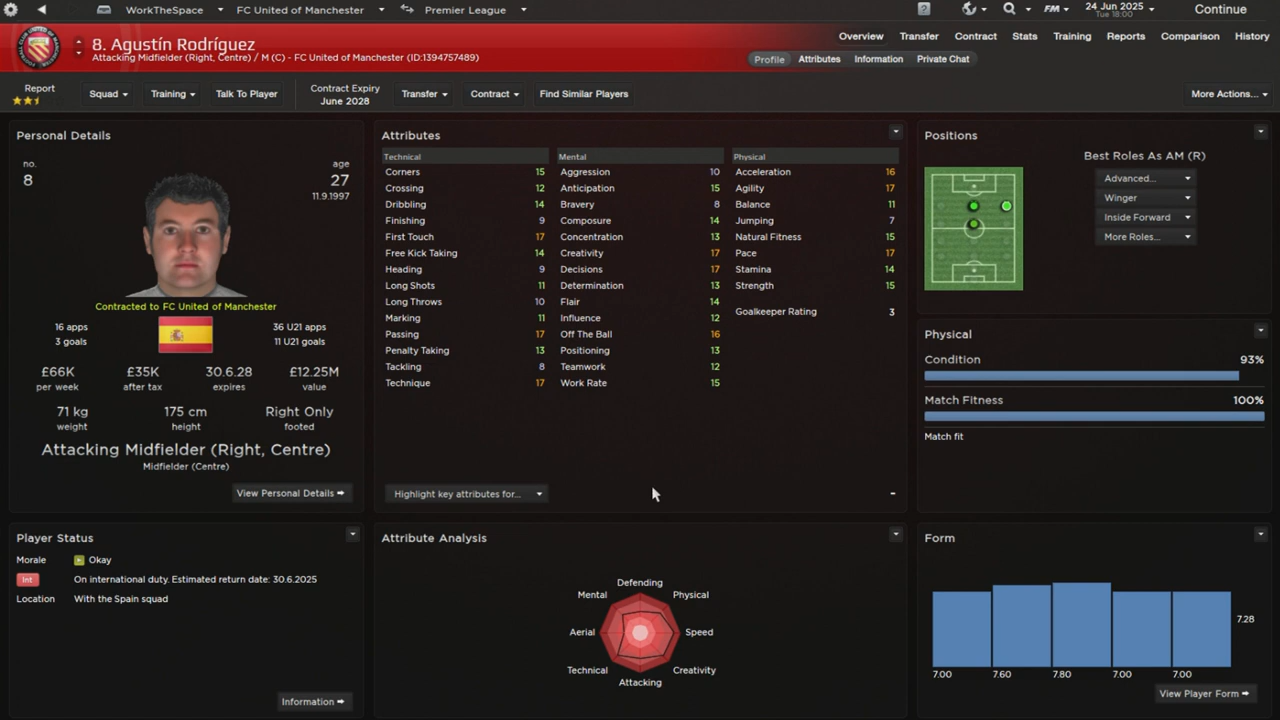 WorkTheSpace
FC United of Manchester
Premier League
FM
24 Jun 2025
Tue 18:00
Continue
8. Agustín Rodríguez
Attacking Midfielder (Right, Centre) / M (C) - FC United of Manchester (ID:1394757489)
Overview
Transfer
Contract
Stats
Training
Reports
Comparison
History
Profile
Attributes
Information
Private Chat
Report
Squad
Training
Talk To Player
Contract Expiry
June 2028
Transfer
Contract
Find Similar Players
More Actions...
Personal Details
no.
8
age
27
11.9.1997
Contracted to FC United of Manchester
16 apps
3 goals
36 U21 apps
11 U21 goals
£66K
per week
£35K
after tax
30.6.28
expires
£12.25M
value
71 kg
weight
175 cm
height
Right Only
footed
Attacking Midfielder (Right, Centre)
Midfielder (Centre)
View Personal Details
Attributes
Technical
Corners 15
Crossing 12
Dribbling 14
Finishing 9
First Touch 17
Free Kick Taking 14
Heading 9
Long Shots 11
Long Throws 10
Marking 11
Passing 17
Penalty Taking 13
Tackling 8
Technique 17
Mental
Aggression 10
Anticipation 15
Bravery 8
Composure 14
Concentration 13
Creativity 17
Decisions 17
Determination 13
Flair 14
Influence 12
Off The Ball 16
Positioning 13
Teamwork 12
Work Rate 15
Physical
Acceleration 16
Agility 17
Balance 11
Jumping 7
Natural Fitness 15
Pace 17
Stamina 14
Strength 15
Goalkeeper Rating 3
Highlight key attributes for...
-
Positions
Best Roles As AM (R)
Advanced...
Winger
Inside Forward
More Roles...
Physical
Condition 93%
Match Fitness 100%
Match fit
Player Status
Morale Okay
Int On international duty. Estimated return date: 30.6.2025
Location With the Spain squad
Information
Attribute Analysis
Defending
Mental
Physical
Aerial
Speed
Technical
Creativity
Attacking
Form
7.28
7.00 7.60 7.80 7.00 7.00
View Player Form